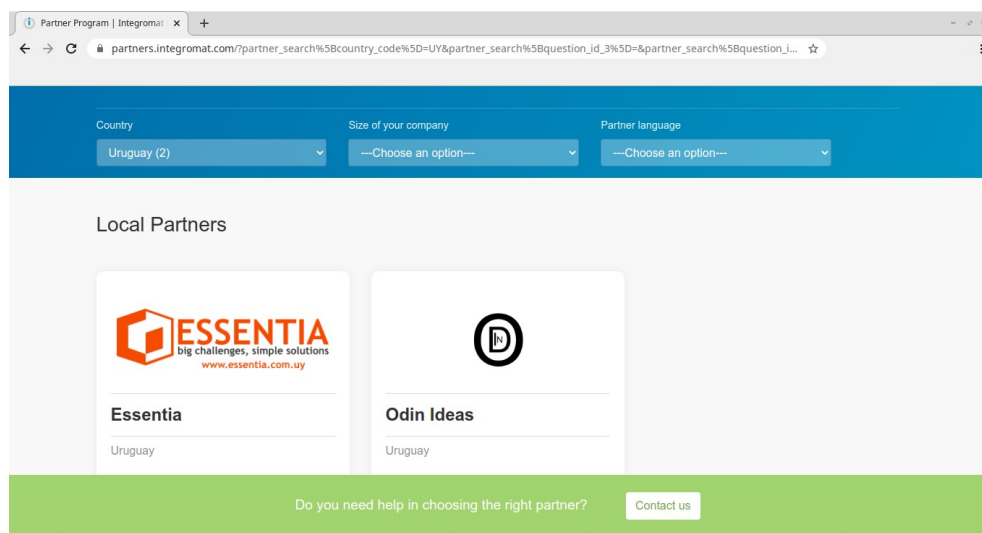 Partner Program | Integromat
partners.integromat.com/?partner_search%5Bcountry_code%5D=UY&partner_search%5Bquestion_id_3%5D=&partner_search%5Bquestion_i...
Country Size of your company Partner language
Uruguay (2) ---Choose an option--- ---Choose an option---
Local Partners
ESSENTIA
big challenges, simple solutions
www.essentia.com.uy
ODIN
Essentia Odin Ideas
Uruguay Uruguay
Do you need help in choosing the right partner? Contact us